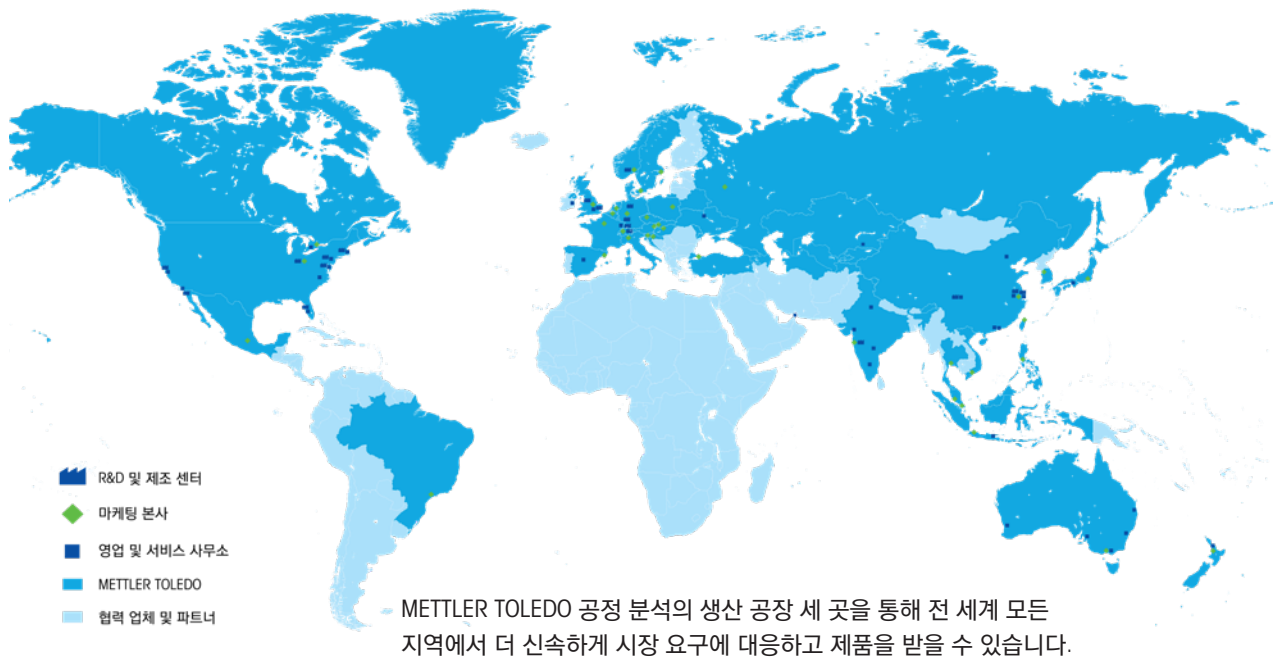 R&D 및 제조 센터
마케팅 본사
영업 및 서비스 사무소
METTLER TOLEDO
협력 업체 및 파트너
METTLER TOLEDO 공정 분석의 생산 공장 세 곳을 통해 전 세계 모든
지역에서 더 신속하게 시장 요구에 대응하고 제품을 받을 수 있습니다.